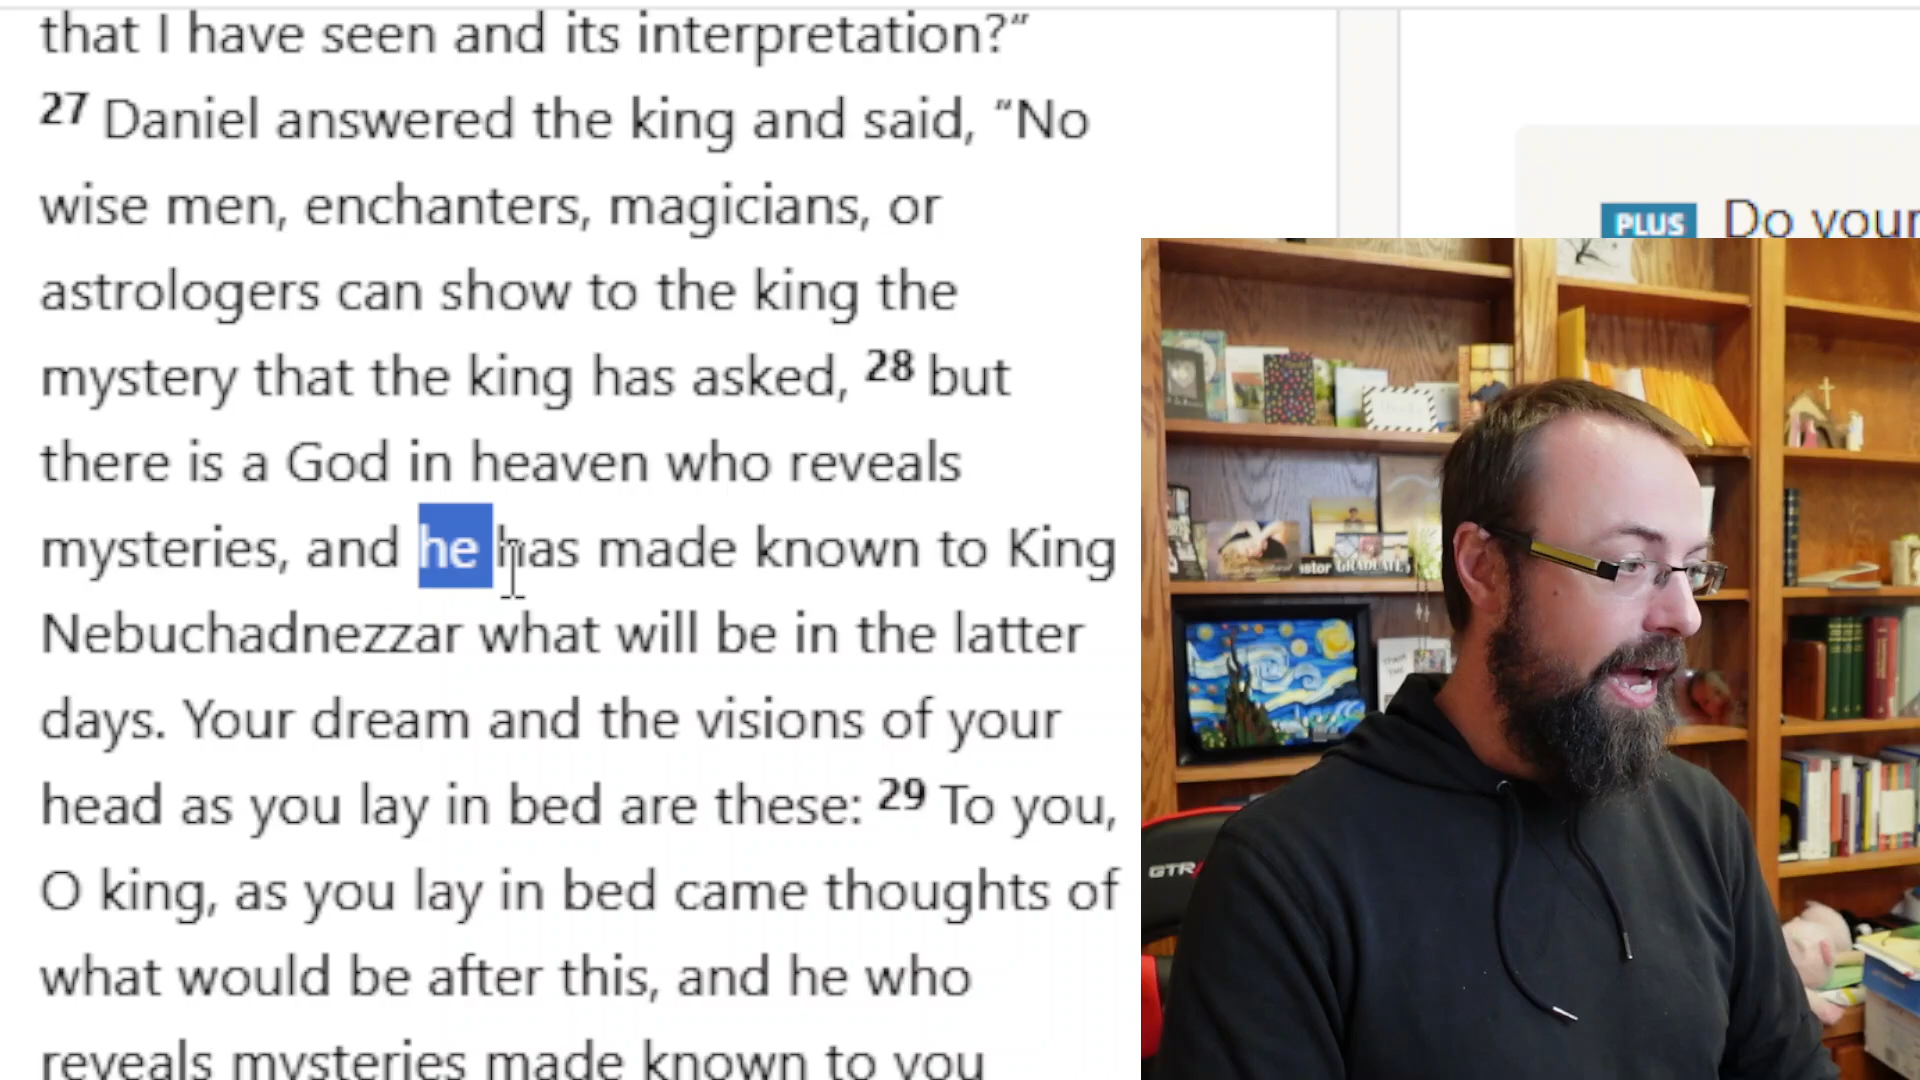 that I have seen and its interpretation?”
27 Daniel answered the king and said, “No
wise men, enchanters, magicians, or
astrologers can show to the king the
mystery that the king has asked, 28 but
there is a God in heaven who reveals
mysteries, and he has made known to King
Nebuchadnezzar what will be in the latter
days. Your dream and the visions of your
head as you lay in bed are these: 29 To you,
O king, as you lay in bed came thoughts of
what would be after this, and he who
reveals mysteries made known to you
PLUS Do your
stor GRADUATE
GTR